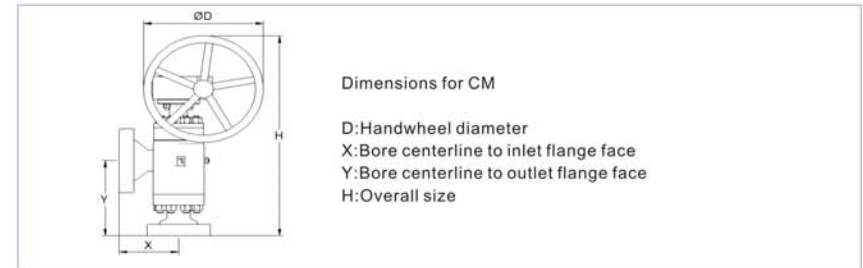 ØD
Dimensions for CM
D:Handwheel diameter
H
X:Bore centerline to inlet flange face
Y:Bore centerline to outlet flange face
H:Overall size
Y
X